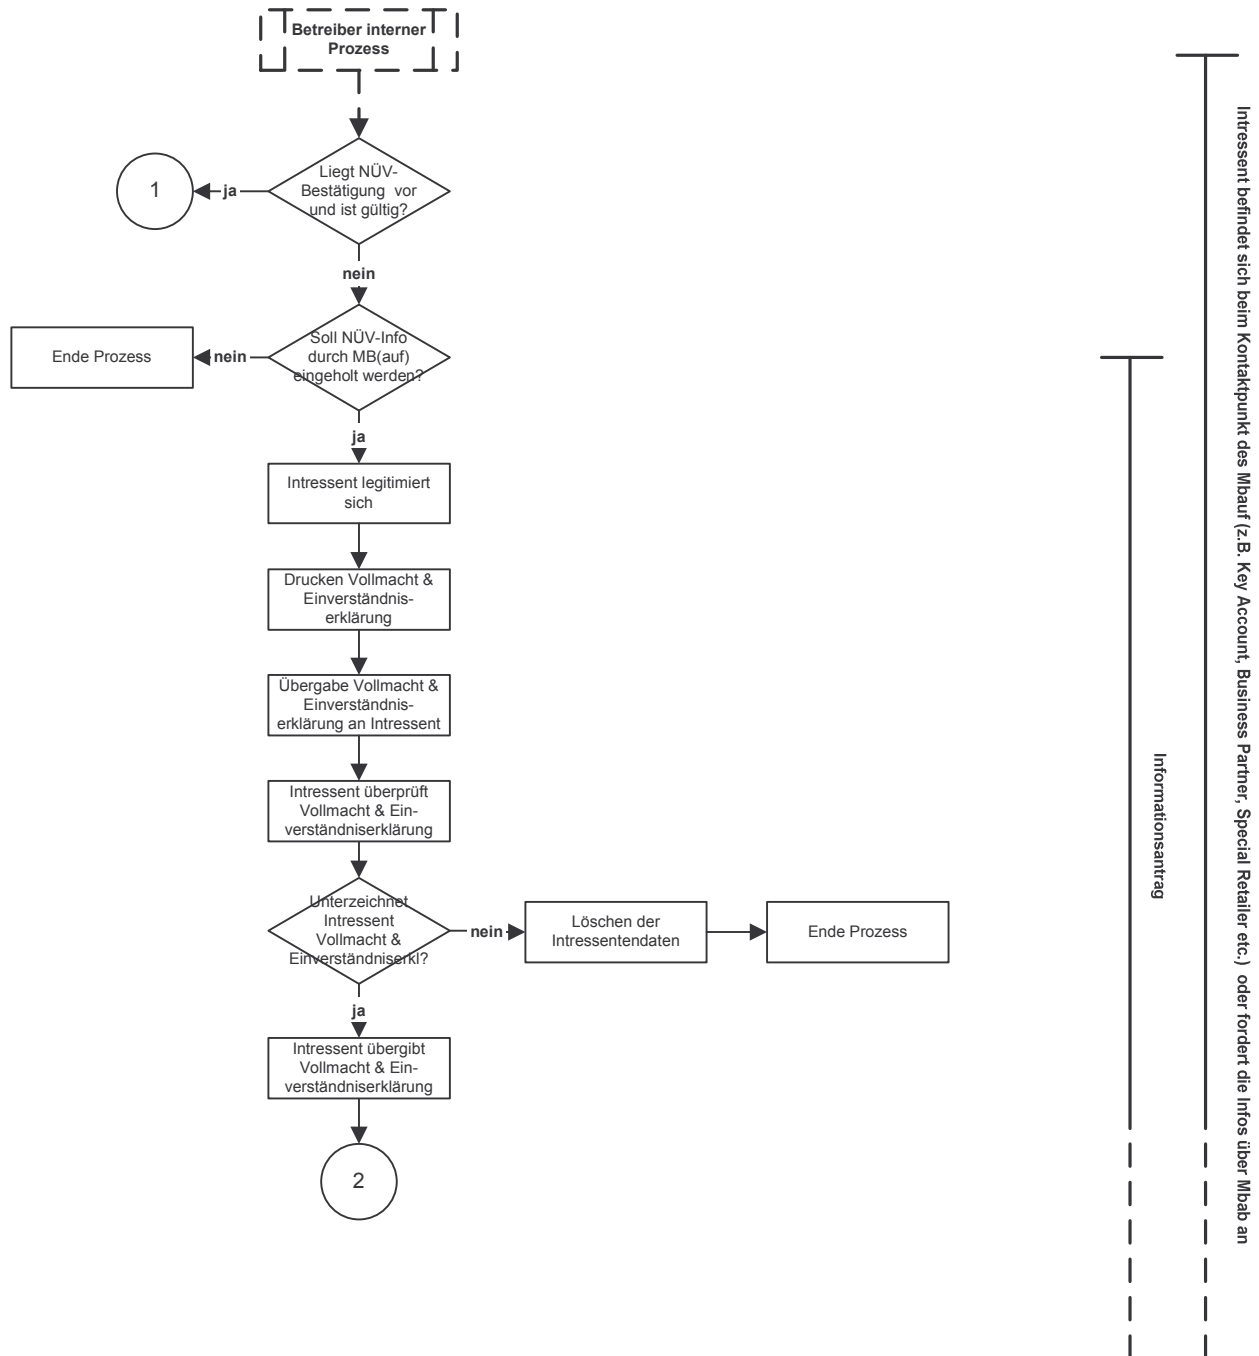 Betreiber interner
Prozess
Liegt NÜV-
Bestätigung vor
und ist gültig?
1
ja
nein
Soll NÜV-Info
durch MB(auf)
eingeholt werden?
nein
Ende Prozess
ja
Intressent legitimiert
sich
Drucken Vollmacht &
Einverständnis-
erklärung
Übergabe Vollmacht &
Einverständnis-
erklärung an Intressent
Intressent überprüft
Vollmacht & Ein-
verständniserklärung
Unterzeichnet
Intressent
Vollmacht &
Einverständniserkl?
nein
Löschen der
Intressentendaten
Ende Prozess
ja
Intressent übergibt
Vollmacht & Ein-
verständniserklärung
2
Informationsantrag
Intressent befindet sich beim Kontaktpunkt des Mbauf (z.B. Key Account, Business Partner, Special Retailer etc.) oder fordert die Infos über Mbab an